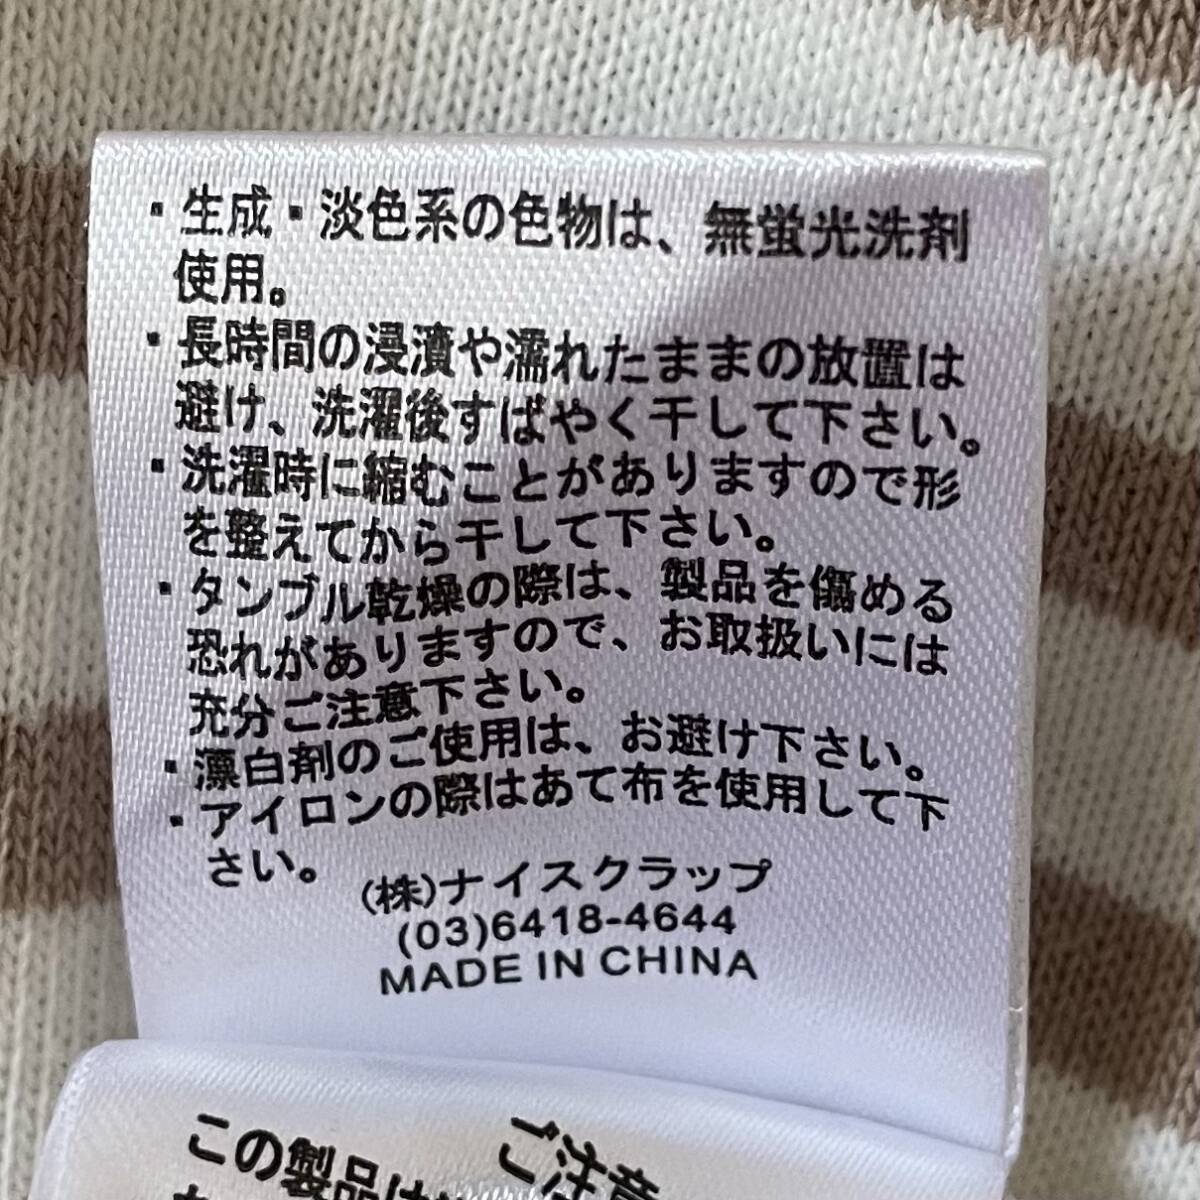 ・生成・淡色系の色物は、無蛍光洗剤
使用。
・長時間の浸漬や濡れたままの放置は
避け、洗濯後すばやく干して下さい。
・洗濯時に縮むことがありますので形
を整えてから干して下さい。
・タンブル乾燥の際は、製品を傷める
恐れがありますので、お取扱いには
充分ご注意下さい。
・漂白剤のご使用は、お避け下さい。
・アイロンの際はあて布を使用して下
さい。
(株)ナイスクラップ
(03)6418-4644
MADE IN CHINA
ご注意
この製品は